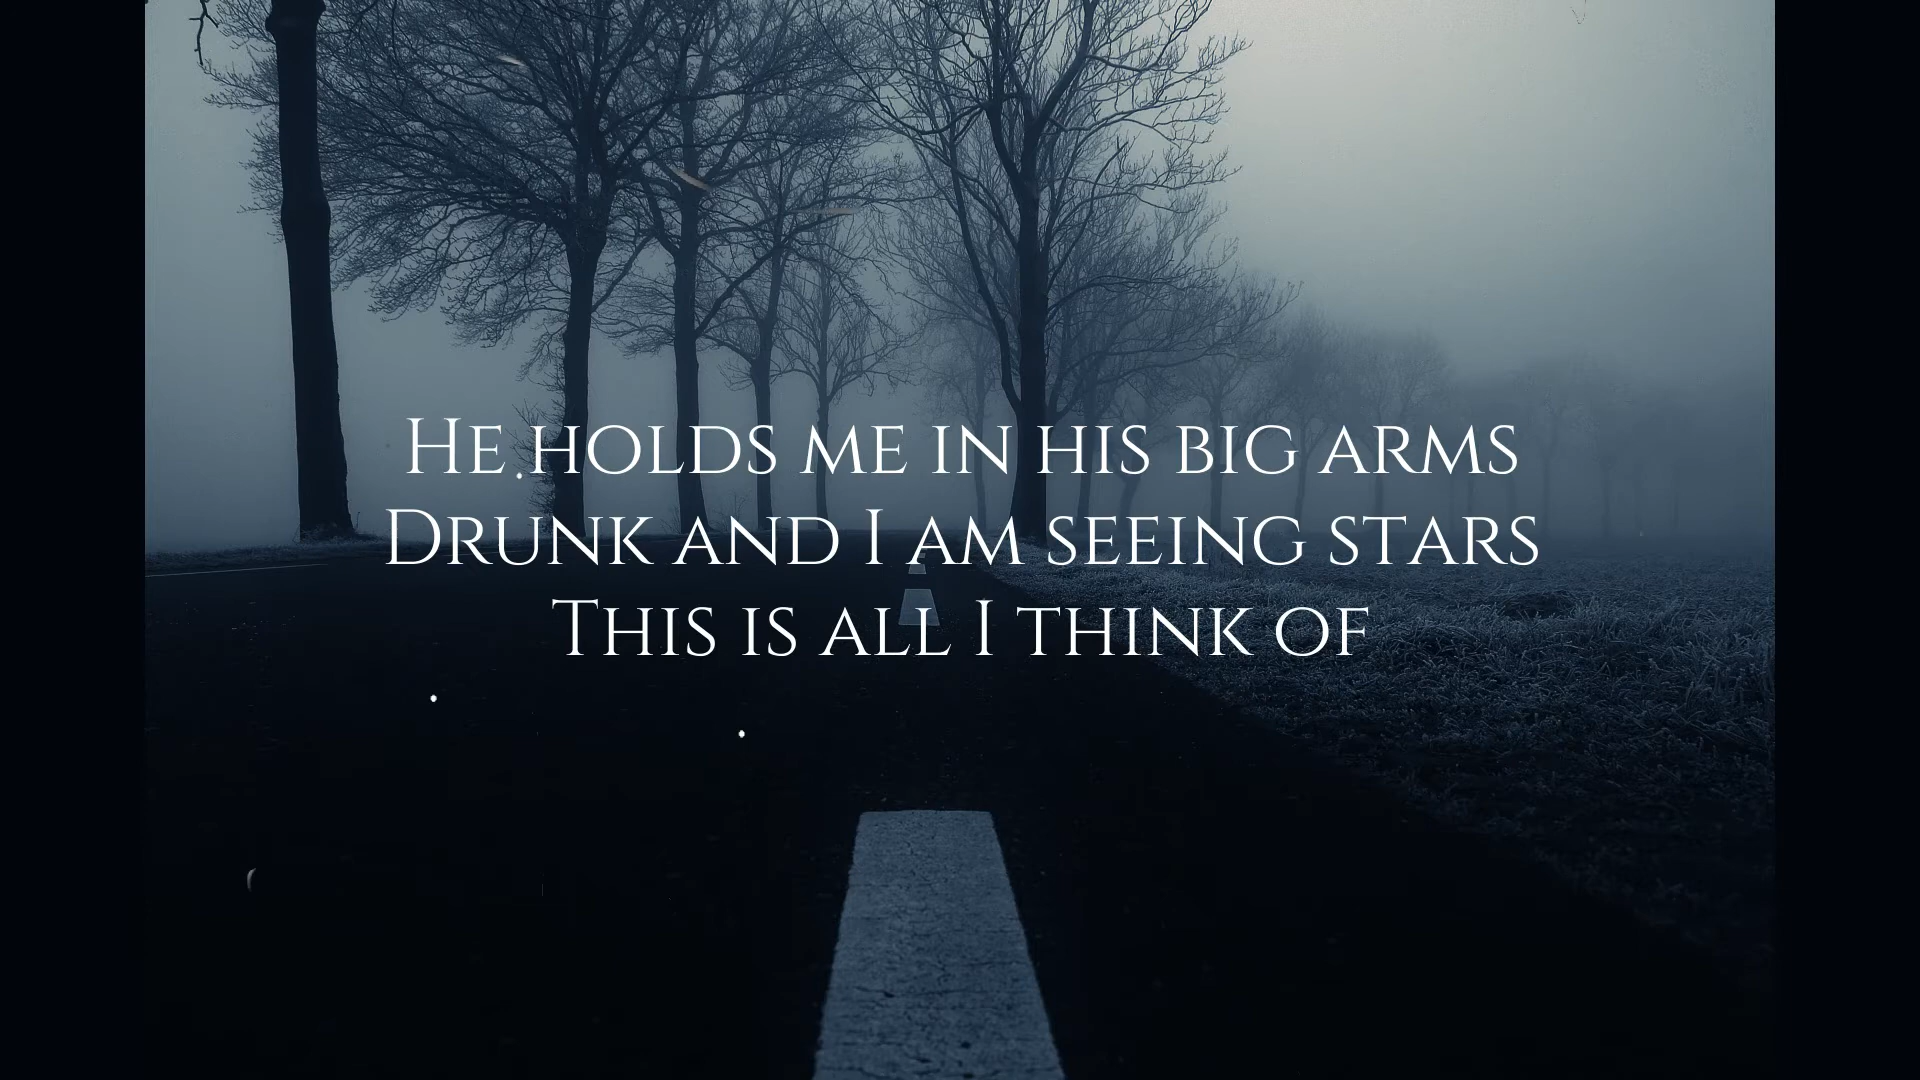 He holds me in his big arms
Drunk and I am seeing stars
This is all I think of